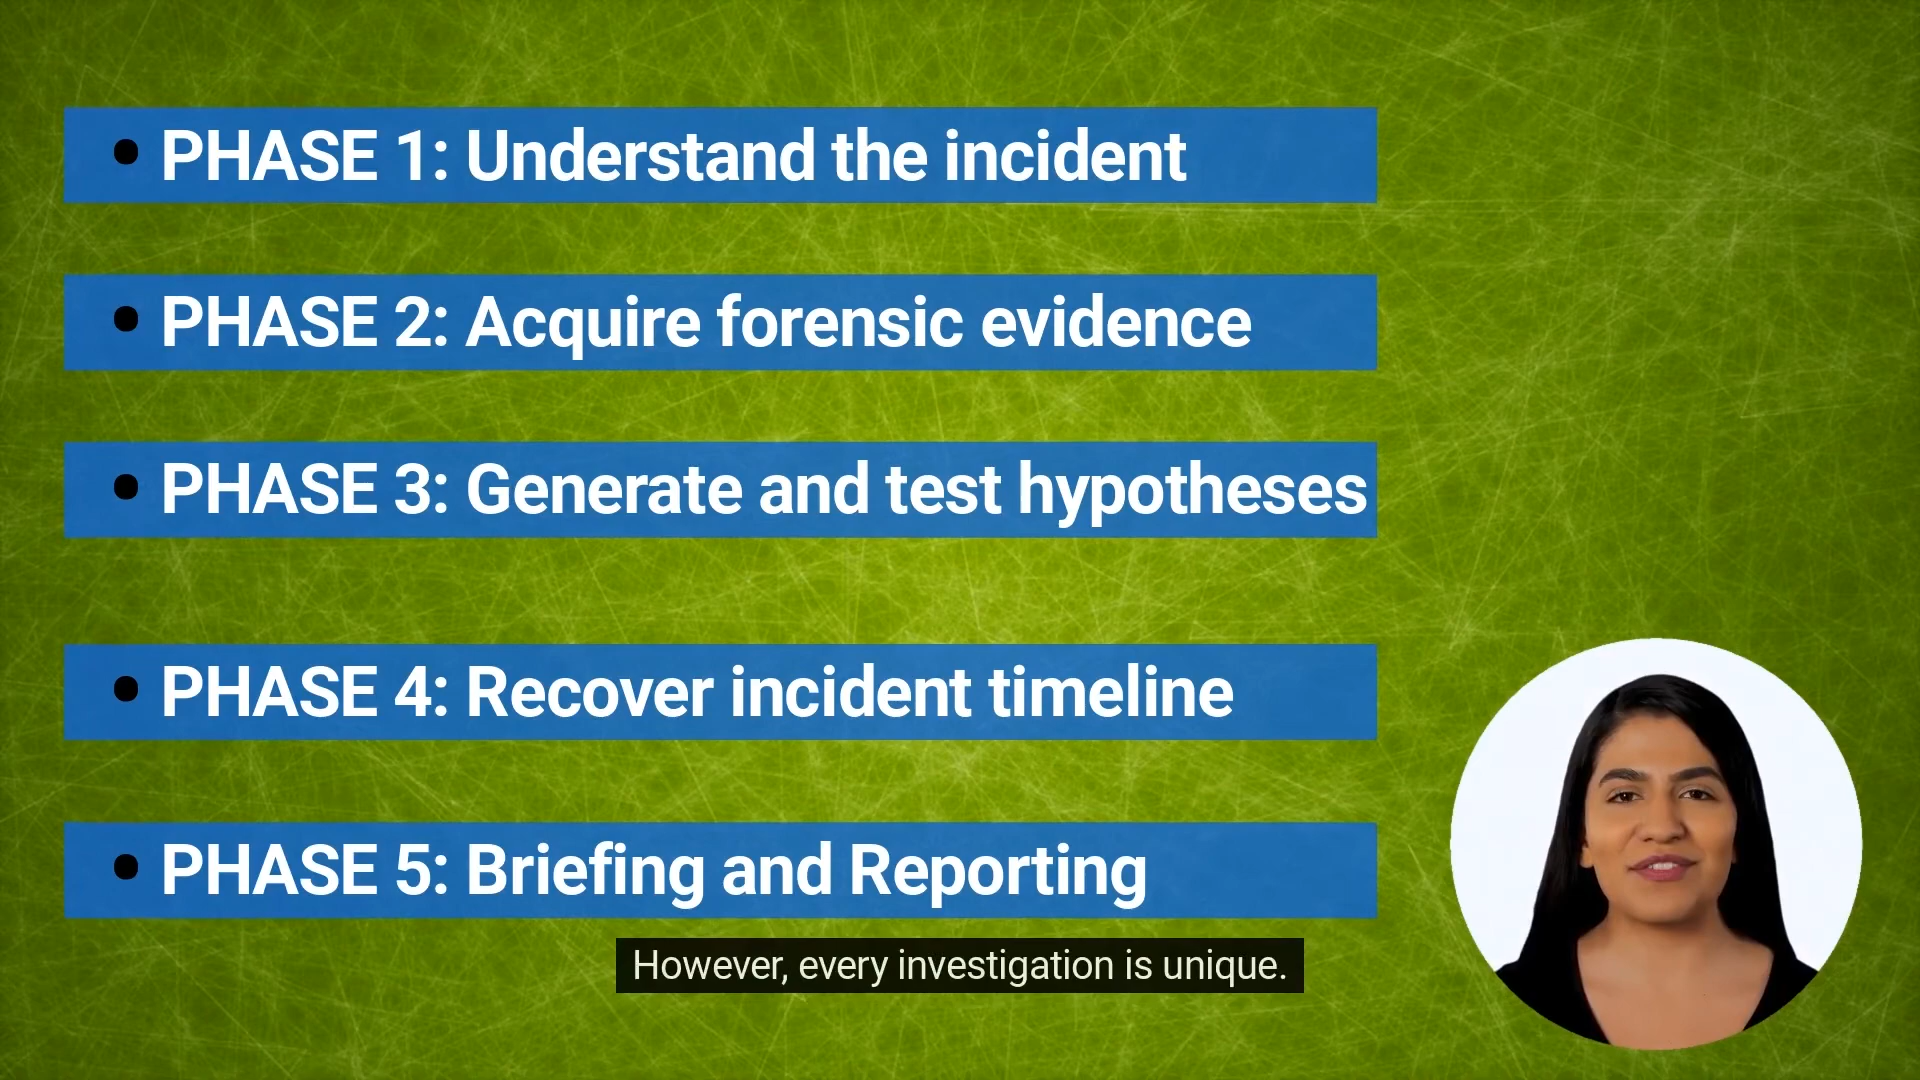 • PHASE 1: Understand the incident
• PHASE 2: Acquire forensic evidence
• PHASE 3: Generate and test hypotheses
• PHASE 4: Recover incident timeline
• PHASE 5: Briefing and Reporting
However, every investigation is unique.